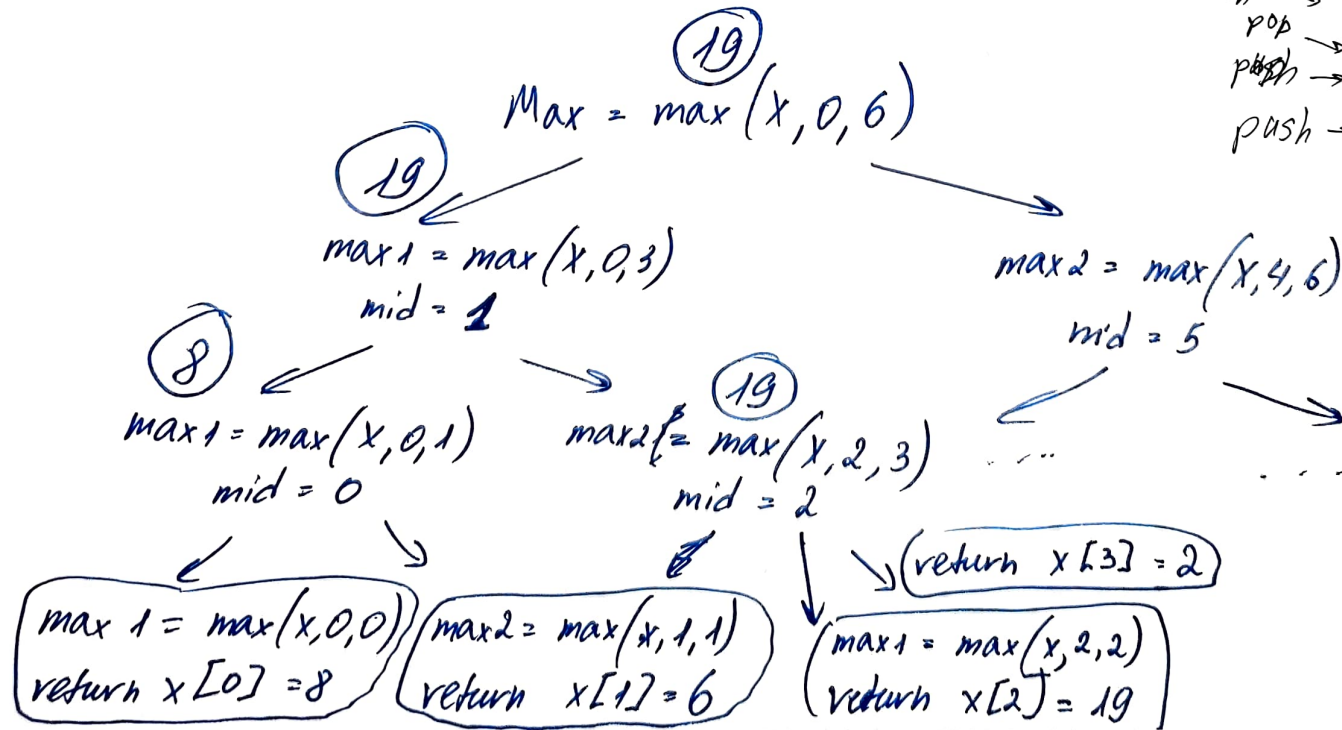 19
Max = max(x,0,6)
pop →
push →
push
19
max1 = max(x,0,3)
mid = 1
max2 = max(x,4,6)
mid = 5
8
max1 = max(x,0,1)
mid = 0
19
max2 = max(x,2,3)
mid = 2
.....
....
return x[3] = 2
max 1 = max(x,0,0)
return x[0] = 8
max2 = max(x,1,1)
return x[1] = 6
max1 = max(x,2,2)
return x[2] = 19